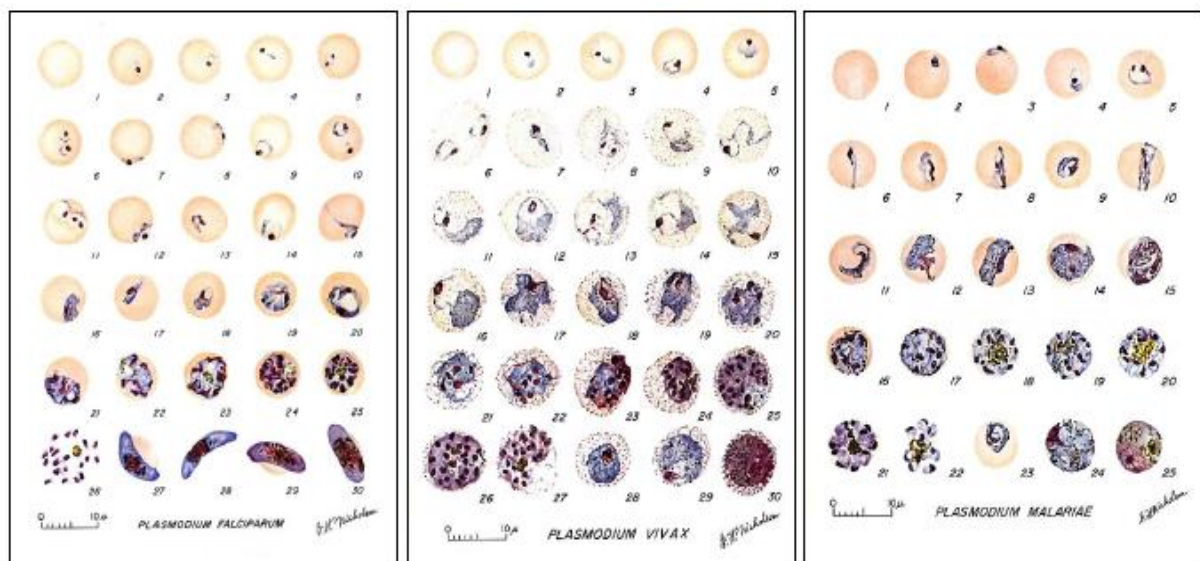 1 2 3 4 5
6 7 8 9 10
11 12 13 14 15
16 17 18 19 20
21 22 23 24 25
26 27 28 29 30
0 10 μ
PLASMODIUM FALCIPARUM
1 2 3 4 5
6 7 8 9 10
11 12 13 14 15
16 17 18 19 20
21 22 23 24 25
26 27 28 29 30
0 10 μ
PLASMODIUM VIVAX
1 2 3 4 5
6 7 8 9 10
11 12 13 14 15
16 17 18 19 20
21 22 23 24 25
0 10 μ
PLASMODIUM MALARIAE